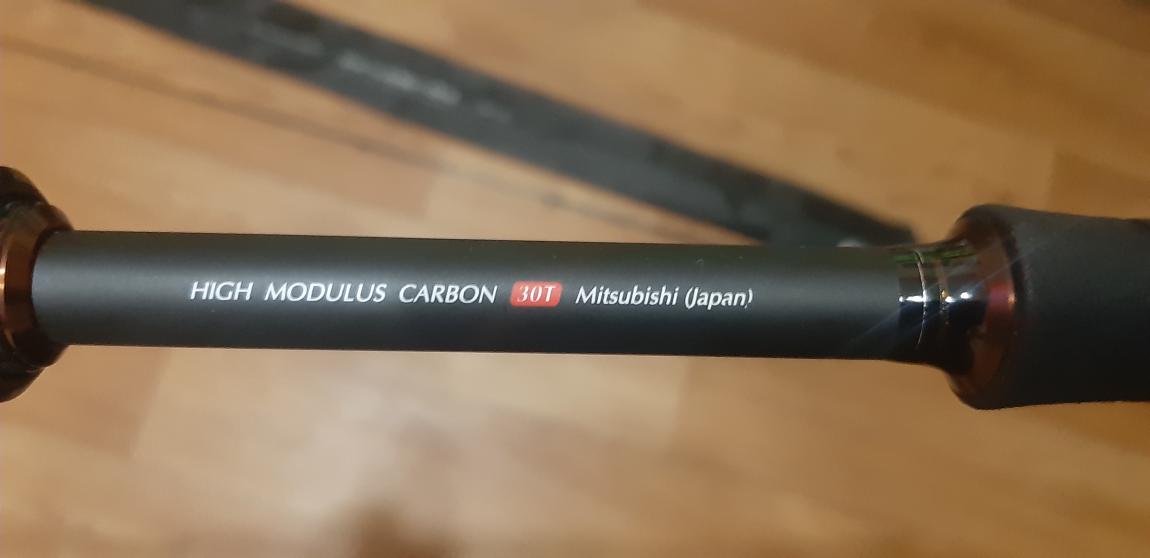 HIGH MODULUS CARBON 30T Mitsubishi (Japan)